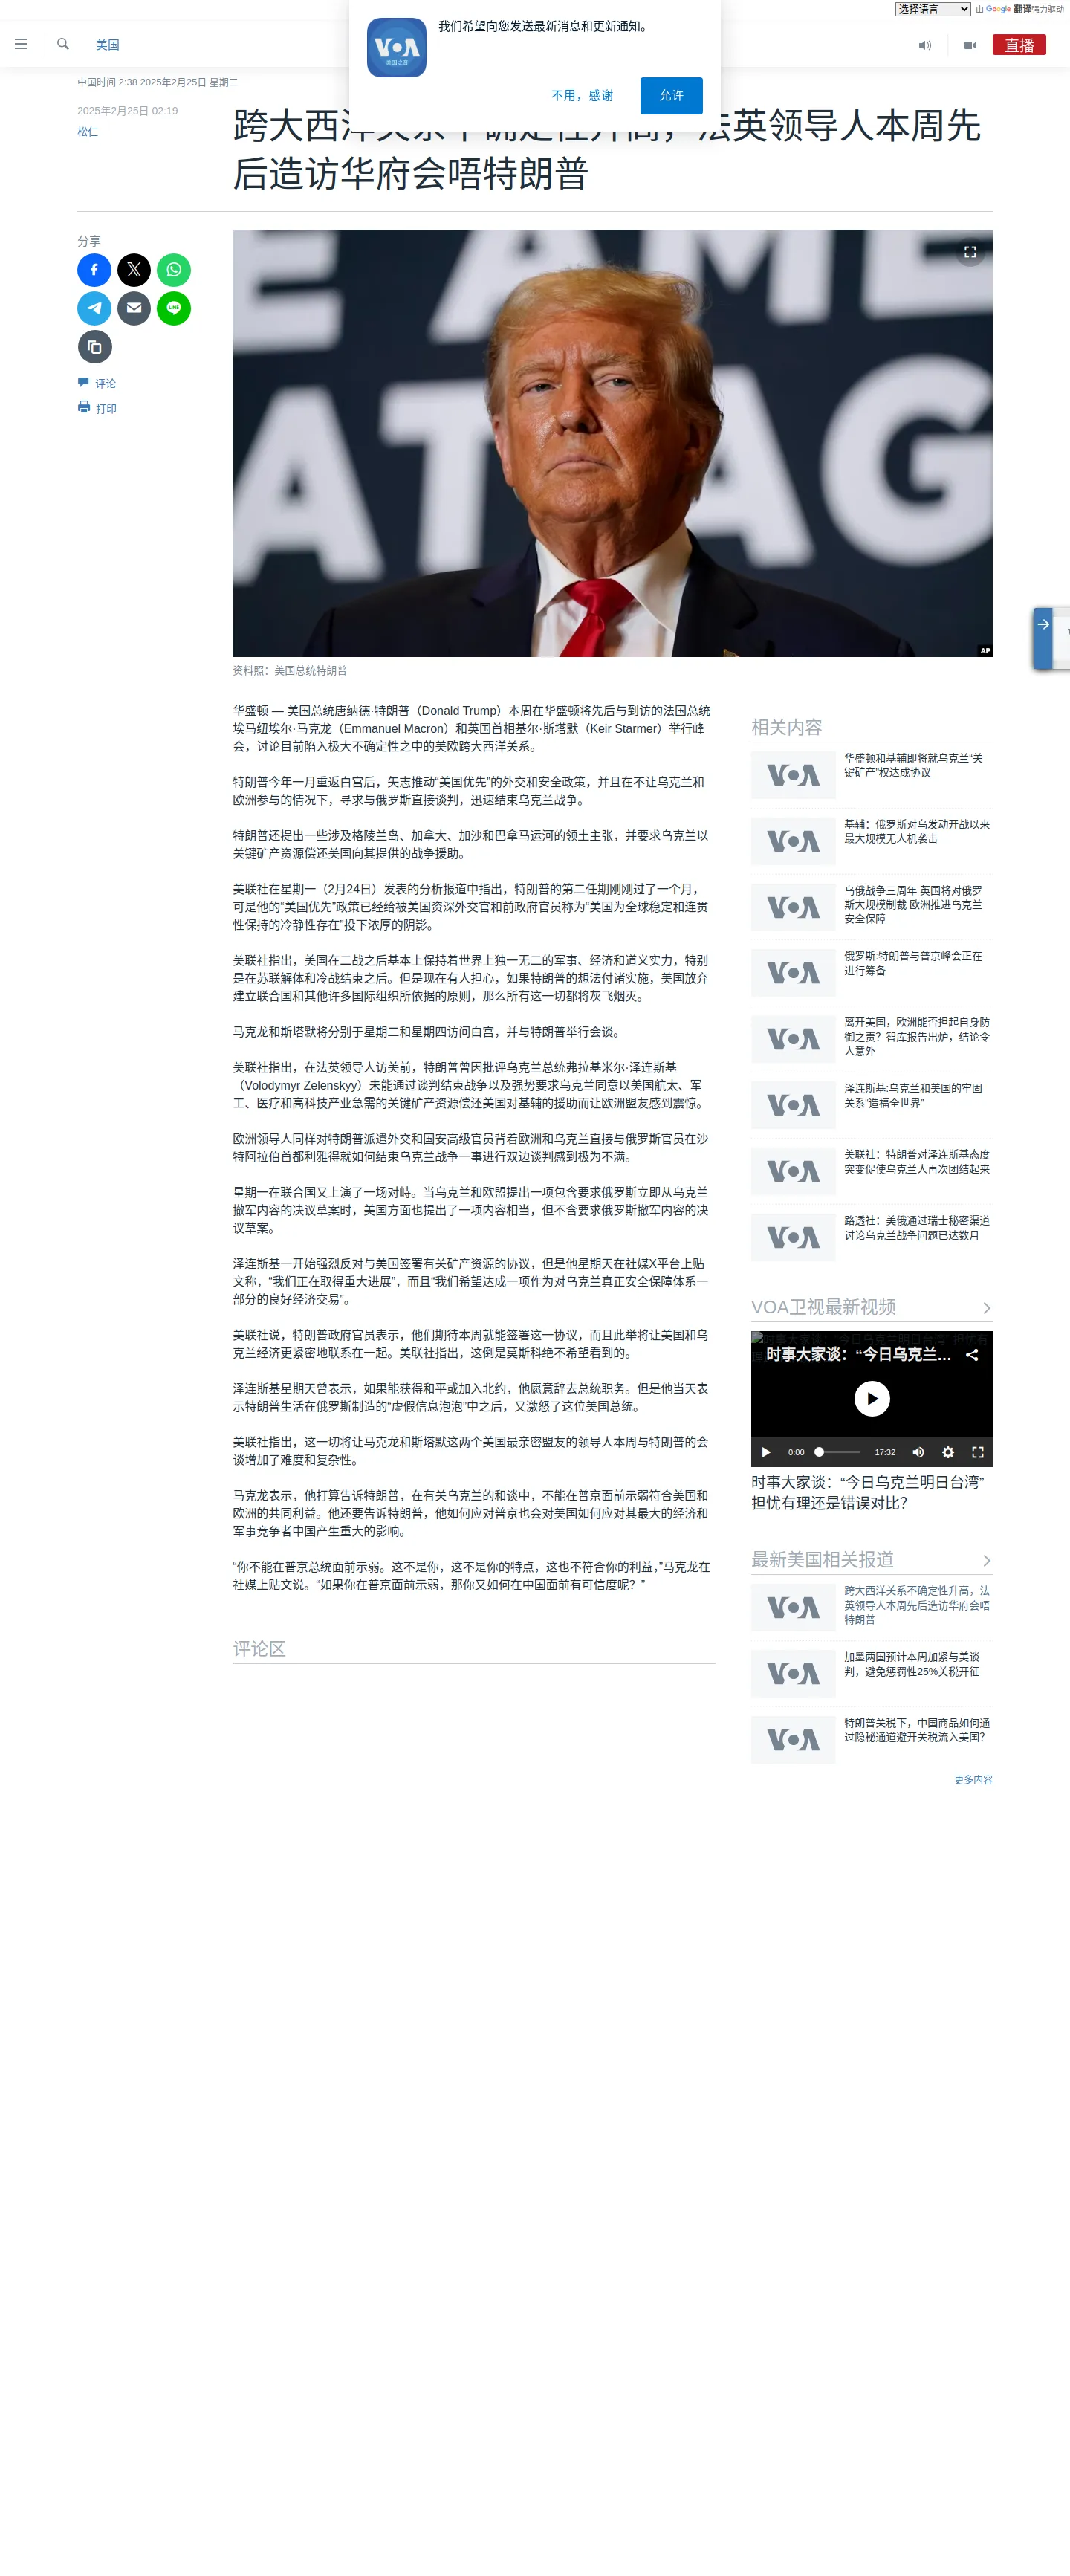 选择语言 由 Google 翻译强力驱动
我们希望向您发送最新消息和更新通知。
VOA
美国之音
不用，感谢
允许
美国
直播
中国时间 2:38 2025年2月25日 星期二
2025年2月25日 02:19
松仁
跨大西洋关系不确定性升高，法英领导人本周先
后造访华府会唔特朗普
分享
LINE
评论
打印
E AME
AT AG
AP
资料照：美国总统特朗普
华盛顿 — 美国总统唐纳德·特朗普（Donald Trump）本周在华盛顿将先后与到访的法国总统
埃马纽埃尔·马克龙（Emmanuel Macron）和英国首相基尔·斯塔默（Keir Starmer）举行峰
会，讨论目前陷入极大不确定性之中的美欧跨大西洋关系。
特朗普今年一月重返白宫后，矢志推动“美国优先”的外交和安全政策，并且在不让乌克兰和
欧洲参与的情况下，寻求与俄罗斯直接谈判，迅速结束乌克兰战争。
特朗普还提出一些涉及格陵兰岛、加拿大、加沙和巴拿马运河的领土主张，并要求乌克兰以
关键矿产资源偿还美国向其提供的战争援助。
美联社在星期一（2月24日）发表的分析报道中指出，特朗普的第二任期刚刚过了一个月，
可是他的“美国优先”政策已经给被美国资深外交官和前政府官员称为“美国为全球稳定和连贯
性保持的冷静性存在”投下浓厚的阴影。
美联社指出，美国在二战之后基本上保持着世界上独一无二的军事、经济和道义实力，特别
是在苏联解体和冷战结束之后。但是现在有人担心，如果特朗普的想法付诸实施，美国放弃
建立联合国和其他许多国际组织所依据的原则，那么所有这一切都将灰飞烟灭。
马克龙和斯塔默将分别于星期二和星期四访问白宫，并与特朗普举行会谈。
美联社指出，在法英领导人访美前，特朗普曾因批评乌克兰总统弗拉基米尔·泽连斯基
（Volodymyr Zelenskyy）未能通过谈判结束战争以及强势要求乌克兰同意以美国航太、军
工、医疗和高科技产业急需的关键矿产资源偿还美国对基辅的援助而让欧洲盟友感到震惊。
欧洲领导人同样对特朗普派遣外交和国安高级官员背着欧洲和乌克兰直接与俄罗斯官员在沙
特阿拉伯首都利雅得就如何结束乌克兰战争一事进行双边谈判感到极为不满。
星期一在联合国又上演了一场对峙。当乌克兰和欧盟提出一项包含要求俄罗斯立即从乌克兰
撤军内容的决议草案时，美国方面也提出了一项内容相当，但不含要求俄罗斯撤军内容的决
议草案。
泽连斯基一开始强烈反对与美国签署有关矿产资源的协议，但是他星期天在社媒X平台上贴
文称，“我们正在取得重大进展”，而且“我们希望达成一项作为对乌克兰真正安全保障体系一
部分的良好经济交易”。
美联社说，特朗普政府官员表示，他们期待本周就能签署这一协议，而且此举将让美国和乌
克兰经济更紧密地联系在一起。美联社指出，这倒是莫斯科绝不希望看到的。
泽连斯基星期天曾表示，如果能获得和平或加入北约，他愿意辞去总统职务。但是他当天表
示特朗普生活在俄罗斯制造的“虚假信息泡泡”中之后，又激怒了这位美国总统。
美联社指出，这一切将让马克龙和斯塔默这两个美国最亲密盟友的领导人本周与特朗普的会
谈增加了难度和复杂性。
马克龙表示，他打算告诉特朗普，在有关乌克兰的和谈中，不能在普京面前示弱符合美国和
欧洲的共同利益。他还要告诉特朗普，他如何应对普京也会对美国如何应对其最大的经济和
军事竞争者中国产生重大的影响。
“你不能在普京总统面前示弱。这不是你，这不是你的特点，这也不符合你的利益，”马克龙在
社媒上贴文说。“如果你在普京面前示弱，那你又如何在中国面前有可信度呢？”
评论区
相关内容
VOA
华盛顿和基辅即将就乌克兰“关
键矿产”权达成协议
VOA
基辅：俄罗斯对乌发动开战以来
最大规模无人机袭击
VOA
乌俄战争三周年 英国将对俄罗
斯大规模制裁 欧洲推进乌克兰
安全保障
VOA
俄罗斯:特朗普与普京峰会正在
进行筹备
VOA
离开美国，欧洲能否担起自身防
御之责？智库报告出炉，结论令
人意外
VOA
泽连斯基:乌克兰和美国的牢固
关系“造福全世界”
VOA
美联社：特朗普对泽连斯基态度
突变促使乌克兰人再次团结起来
VOA
路透社：美俄通过瑞士秘密渠道
讨论乌克兰战争问题已达数月
VOA卫视最新视频
时事大家谈：“今日乌克兰...
0:00 17:32
时事大家谈：“今日乌克兰明日台湾”
担忧有理还是错误对比？
最新美国相关报道
VOA
跨大西洋关系不确定性升高，法
英领导人本周先后造访华府会唔
特朗普
VOA
加墨两国预计本周加紧与美谈
判，避免惩罚性25%关税开征
VOA
特朗普关税下，中国商品如何通
过隐秘通道避开关税流入美国？
更多内容